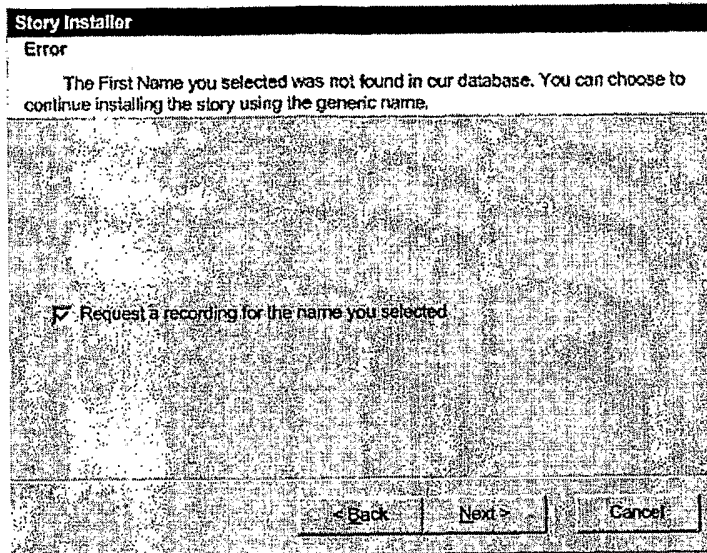 Story Installer
Error
The First Name you selected was not found in our database. You can choose to
continue installing the story using the generic name.
Request a recording for the name you selected
< Back
Next >
Cancel